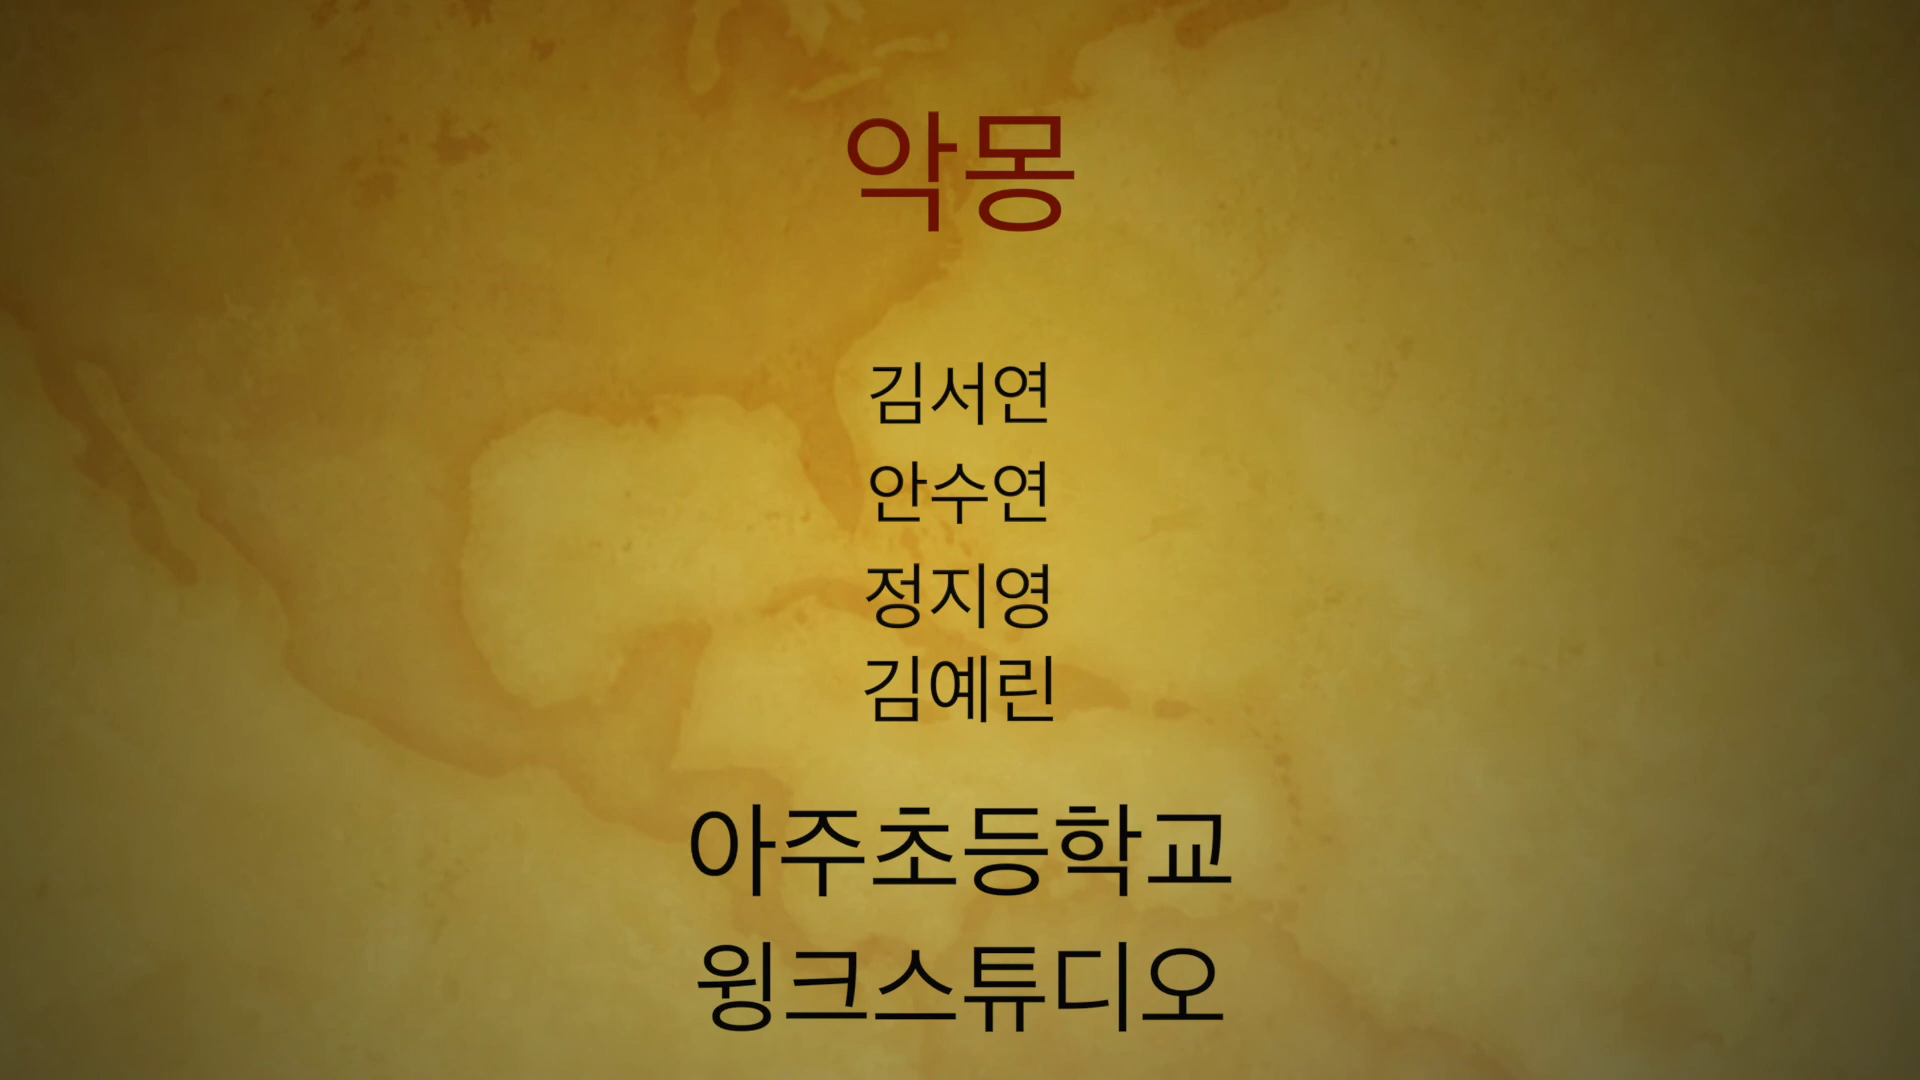 악몽
김서연
안수연
정지영
김예린
아주초등학교
윙크스튜디오